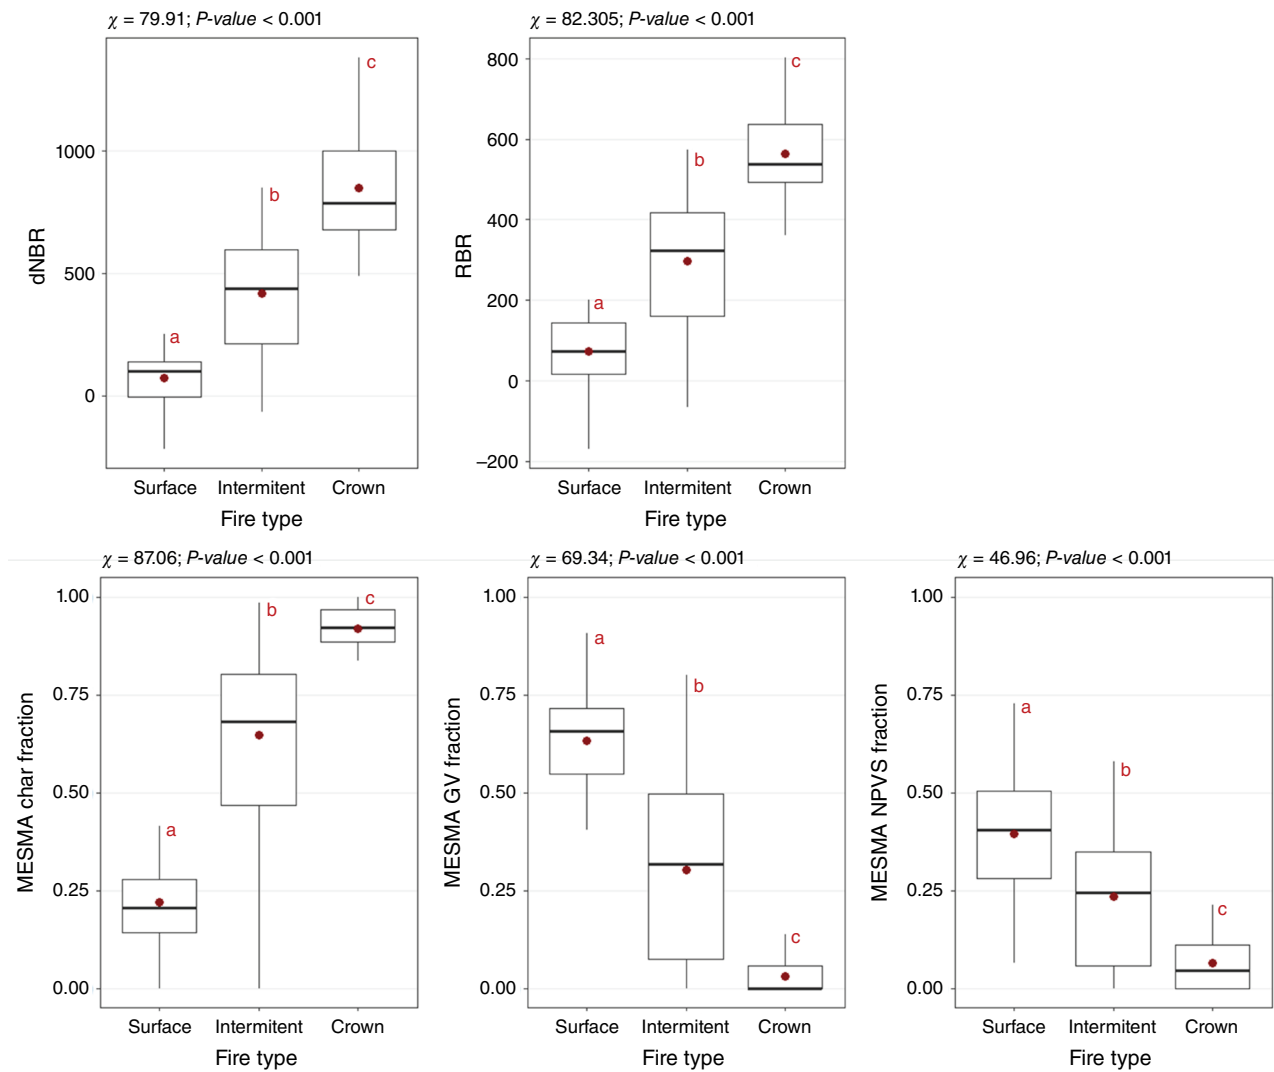 χ = 79.91; P-value < 0.001
c
b
a
1000
500
0
dNBR
Surface Intermitent Crown
Fire type
χ = 82.305; P-value < 0.001
c
b
a
800
600
400
200
0
–200
RBR
Surface Intermitent Crown
Fire type
χ = 87.06; P-value < 0.001
c
b
a
1.00
0.75
0.50
0.25
0.00
MESMA char fraction
Surface Intermitent Crown
Fire type
χ = 69.34; P-value < 0.001
a
b
c
1.00
0.75
0.50
0.25
0.00
MESMA GV fraction
Surface Intermitent Crown
Fire type
χ = 46.96; P-value < 0.001
a
b
c
1.00
0.75
0.50
0.25
0.00
MESMA NPVS fraction
Surface Intermitent Crown
Fire type